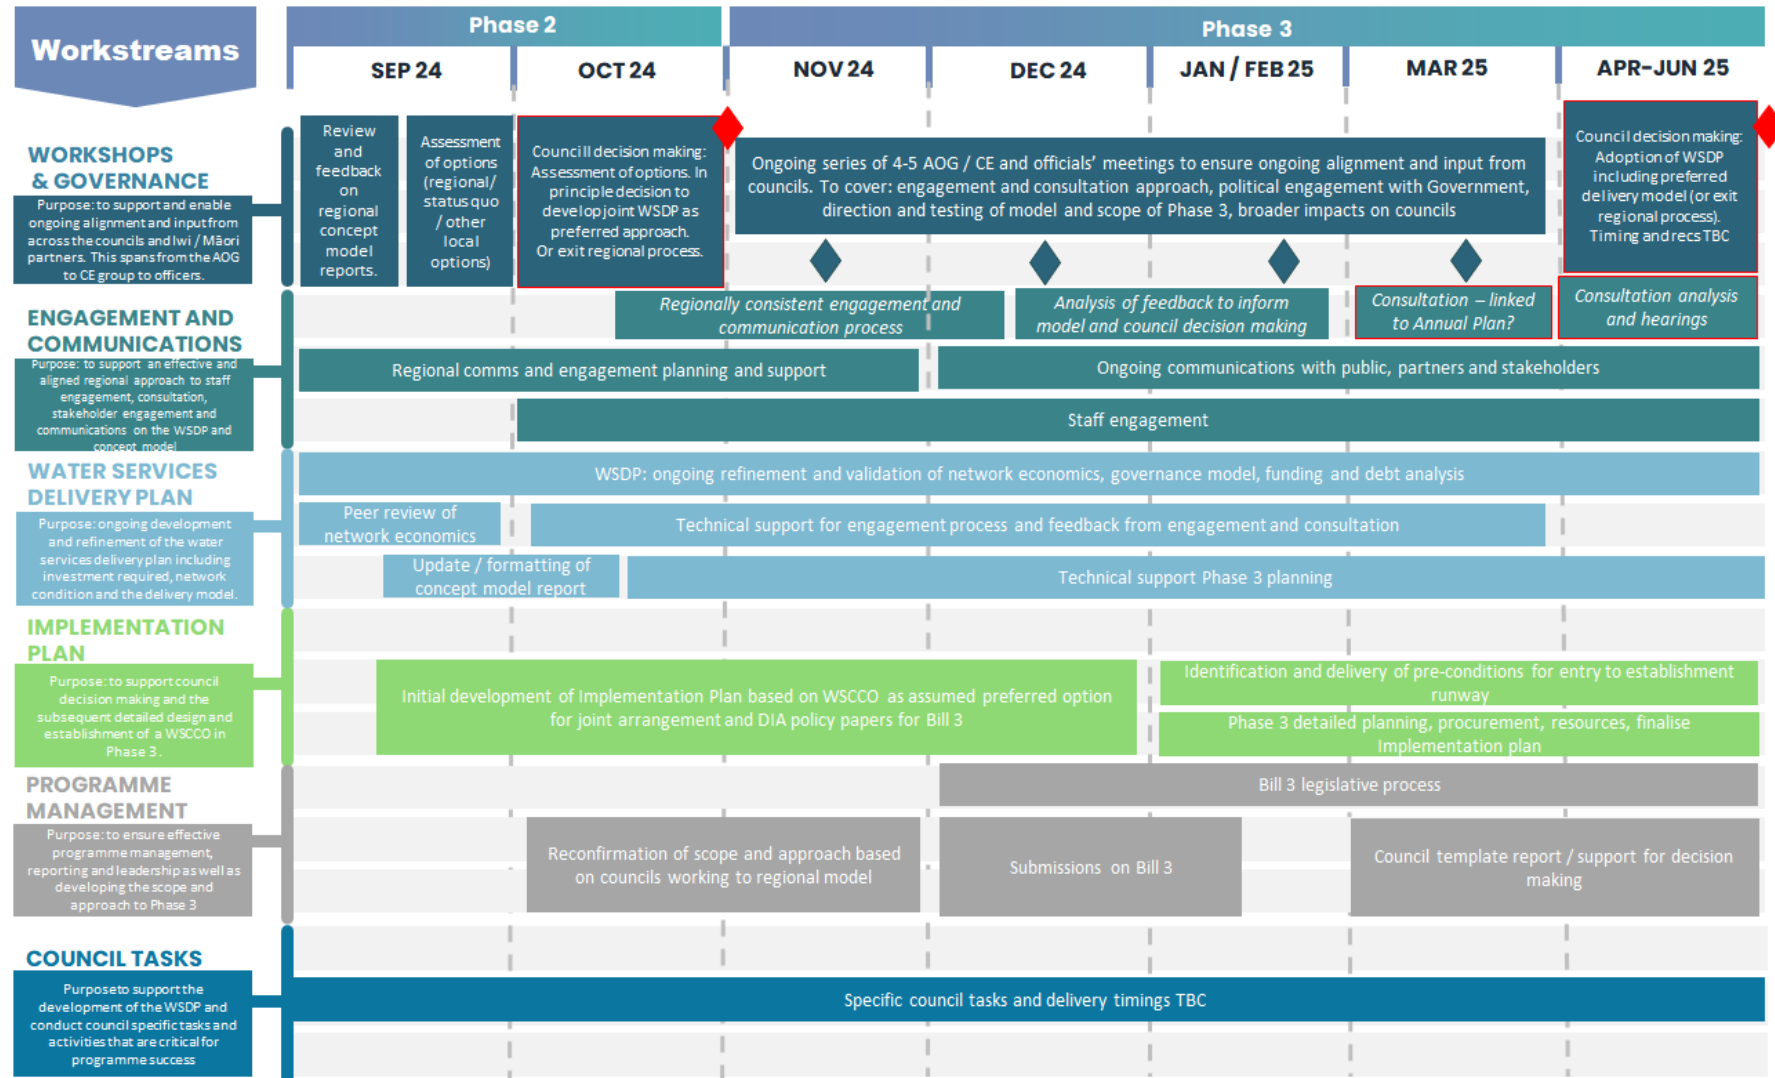 Workstreams
Phase 2
Phase 3
SEP 24
OCT 24
NOV 24
DEC 24
JAN / FEB 25
MAR 25
APR-JUN 25
WORKSHOPS
& GOVERNANCE
Purpose: to support and enable
ongoing alignment and input from
across the councils and Iwi / Māori
partners. This spans from the AOG
to CE group to officers.
Review
and
feedback
on
regional
concept
model
reports.
Assessment
of options
(regional/
status quo
/ other
local
options)
Councill decision making:
Assessment of options. In
principle decision to
develop joint WSDP as
preferred approach.
Or exit regional process.
Ongoing series of 4-5 AOG / CE and officials' meetings to ensure ongoing alignment and input from
councils. To cover: engagement and consultation approach, political engagement with Government,
direction and testing of model and scope of Phase 3, broader impacts on councils
Council decision making:
Adoption of WSDP
including preferred
delivery model (or exit
regional process).
Timing and recs TBC
ENGAGEMENT AND
COMMUNICATIONS
Purpose: to support an effective and
aligned regional approach to staff
engagement, consultation,
stakeholder engagement and
communications on the WSDP and
concept model
Regionally consistent engagement and
communication process
Analysis of feedback to inform
model and council decision making
Consultation – linked
to Annual Plan?
Consultation analysis
and hearings
Regional comms and engagement planning and support
Ongoing communications with public, partners and stakeholders
Staff engagement
WATER SERVICES
DELIVERY PLAN
Purpose: ongoing development
and refinement of the water
services delivery plan including
investment required, network
condition and the delivery model.
WSDP: ongoing refinement and validation of network economics, governance model, funding and debt analysis
Peer review of
network economics
Technical support for engagement process and feedback from engagement and consultation
Update / formatting of
concept model report
Technical support Phase 3 planning
IMPLEMENTATION
PLAN
Purpose: to support council
decision making and the
subsequent detailed design and
establishment of a WSCCO in
Phase 3.
Initial development of Implementation Plan based on WSCCO as assumed preferred option
for joint arrangement and DIA policy papers for Bill 3
Identification and delivery of pre-conditions for entry to establishment
runway
Phase 3 detailed planning, procurement, resources, finalise
Implementation plan
PROGRAMME
MANAGEMENT
Purpose: to ensure effective
programme management,
reporting and leadership as well as
developing the scope and
approach to Phase 3
Bill 3 legislative process
Reconfirmation of scope and approach based
on councils working to regional model
Submissions on Bill 3
Council template report / support for decision
making
COUNCIL TASKS
Purpose to support the
development of the WSDP and
conduct council specific tasks and
activities that are critical for
programme success
Specific council tasks and delivery timings TBC